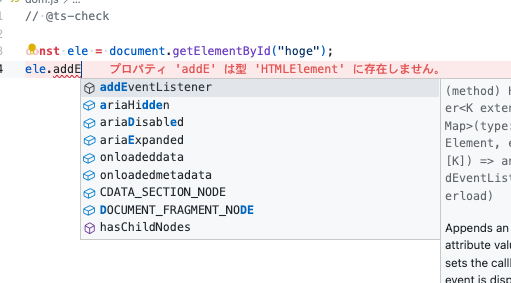 dom.js
1 // @ts-check
3 const ele = document.getElementById("hoge");
4 ele.addE プロパティ 'addE' は型 'HTMLElement' に存在しません。
addEventListener
ariaHidden
ariaDisabled
ariaExpanded
onloadeddata
onloadedmetadata
CDATA_SECTION_NODE
DOCUMENT_FRAGMENT_NODE
hasChildNodes
(method) H
er<K exten
Map>(type:
Element, e
[K]) => an
dEventList
erload)
Appends an
attribute valu
sets the call
event is disp